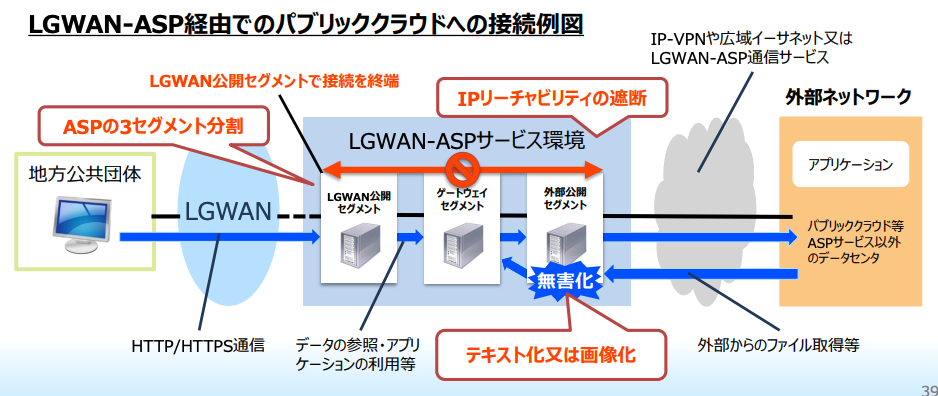 LGWAN-ASP経由でのパブリッククラウドへの接続例図
IP-VPNや広域イーサネット又は
LGWAN-ASP通信サービス
LGWAN公開セグメントで接続を終端
IPリーチャビリティの遮断
外部ネットワーク
ASPの3セグメント分割
LGWAN-ASPサービス環境
地方公共団体
アプリケーション
LGWAN
LGWAN公開
セグメント
ゲートウェイ
セグメント
外部公開
セグメント
パブリッククラウド等
ASPサービス以外
のデータセンタ
無害化
HTTP/HTTPS通信
データの参照・アプリ
ケーションの利用等
テキスト化又は画像化
外部からのファイル取得等
39